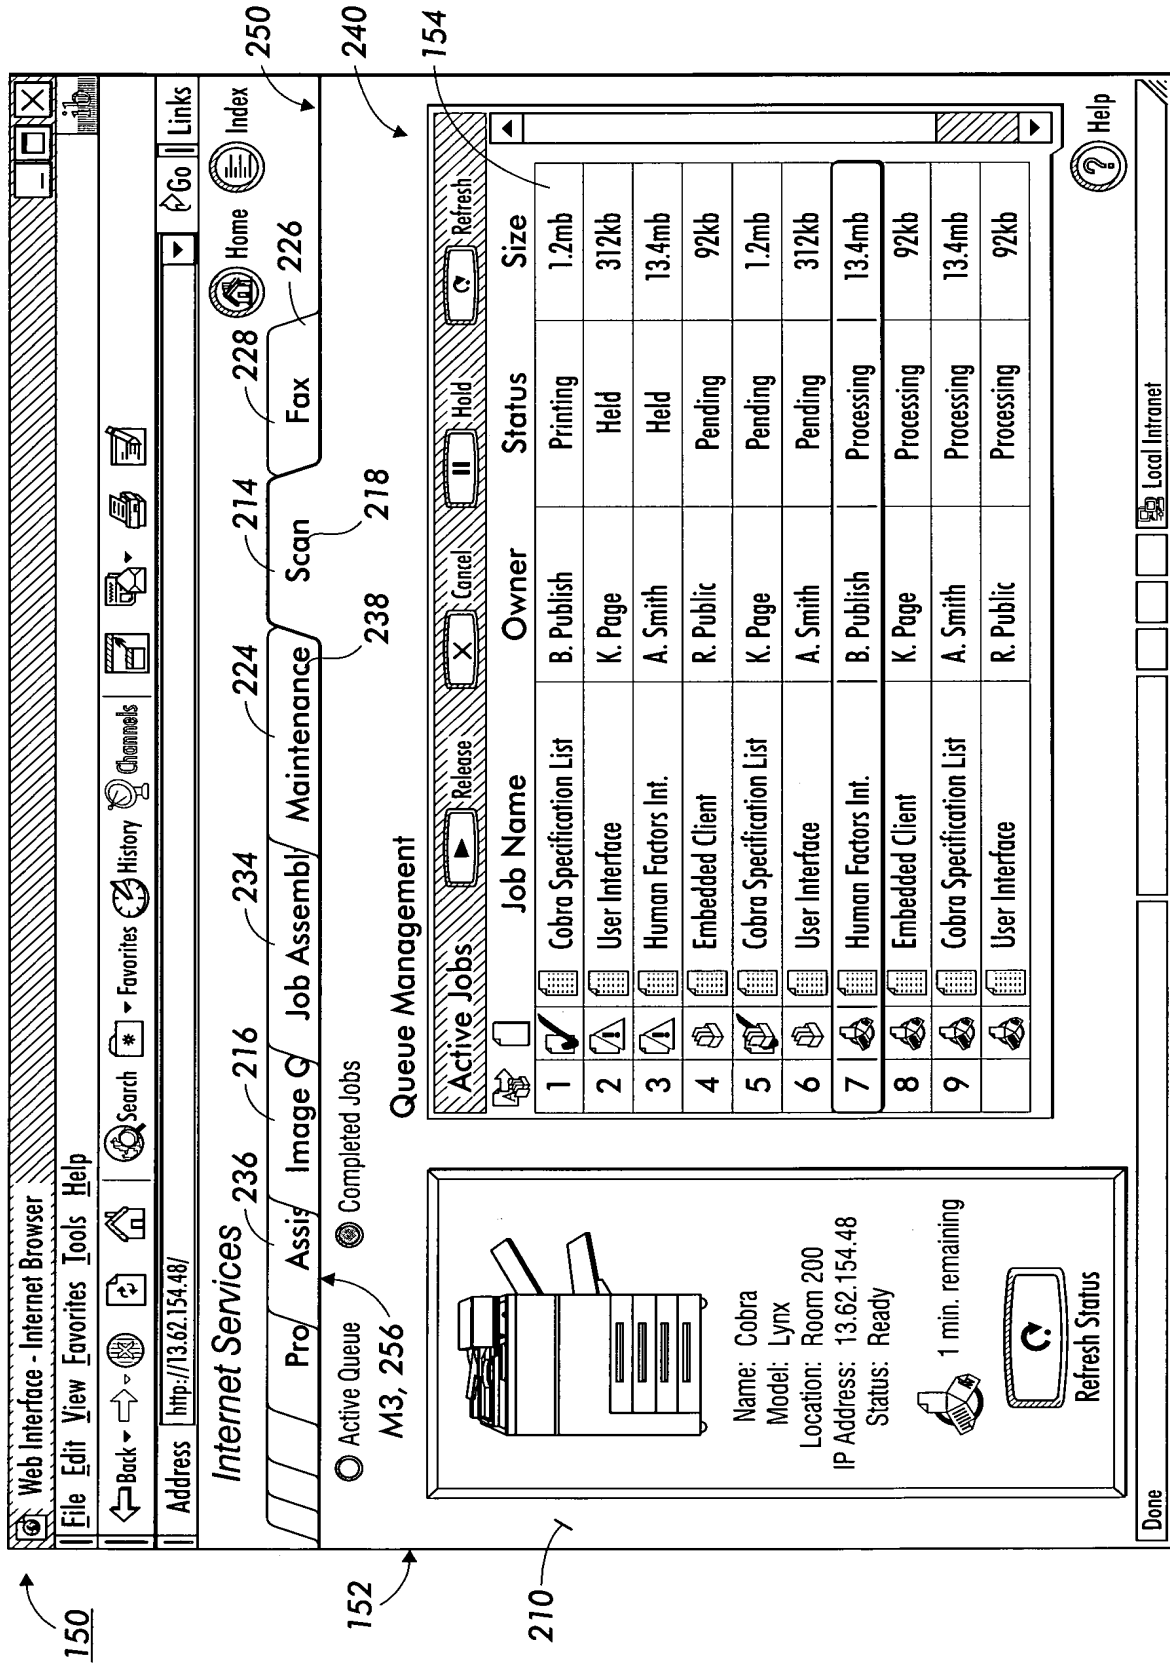 150
Web Interface - Internet Browser
File Edit View Favorites Tools Help
Back Search Favorites History Channels
Address http://13.62.154.48/ Go Links
Internet Services
Home Index
250
236 216 234 224 214 228 226
Pro Assis Image Q Job Assembl Maintenance Scan Fax
238 218
M3, 256
Active Queue Completed Jobs
152
240
Queue Management
154
Active Jobs Release Cancel Hold Refresh
Job Name Owner Status Size
1 Cobra Specification List B. Publish Printing 1.2mb
2 User Interface K. Page Held 312kb
3 Human Factors Int. A. Smith Held 13.4mb
4 Embedded Client R. Public Pending 92kb
5 Cobra Specification List K. Page Pending 1.2mb
6 User Interface A. Smith Pending 312kb
7 Human Factors Int. B. Publish Processing 13.4mb
8 Embedded Client K. Page Processing 92kb
9 Cobra Specification List A. Smith Processing 13.4mb
User Interface R. Public Processing 92kb
210
Name: Cobra
Model: Lynx
Location: Room 200
IP Address: 13.62.154.48
Status: Ready
1 min. remaining
Refresh Status
? Help
Done Local Intranet